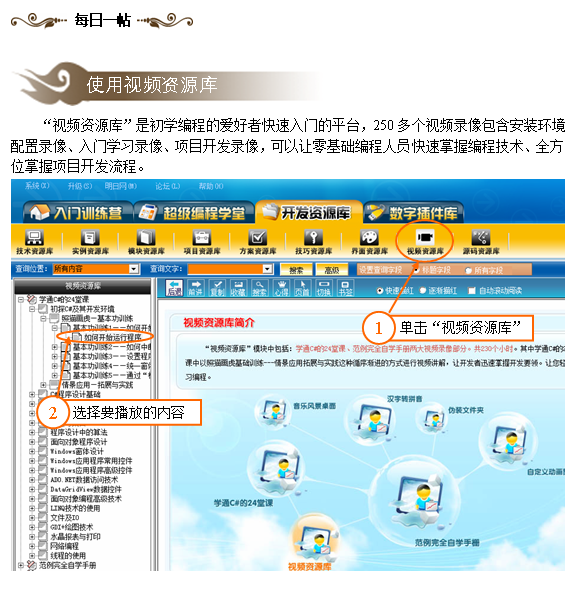 每日一帖
使用视频资源库
“视频资源库”是初学编程的爱好者快速入门的平台，250 多个视频录像包含安装环境
配置录像、入门学习录像、项目开发录像，可以让零基础编程人员快速掌握编程技术、全方
位掌握项目开发流程。
系统(X) 升级(S) 明日网(M) 论坛(L) 帮助(H)
入门训练营 超级编程学堂 开发资源库 数字插件库
技术资源库 实例资源库 模块资源库 项目资源库 方案资源库 技巧资源库 界面资源库 视频资源库 源码资源库
查询位置： 所有内容 查询文字： 搜索 高级 设置查询字段 标题字段 所有字段
视频资源库
后退 前进 复制 收藏 搜索 心得 页首 切换 书签 快速描红 逐渐描红 自动滚动阅读
学通C#的24堂课
初探C#及其开发环境
照猫画虎—基本功训练
基本功训练1——如何开始
如何开始运行程序
基本功训练2——如何中断
基本功训练3——设置程序
基本功训练4——统一窗体
基本功训练5——通过“格
情景应用—拓展与实践
C#程序设计基础
程序设计中的算法
面向对象程序设计
Windows窗体设计
Windows应用程序常用控件
Windows应用程序高级控件
ADO.NET数据访问技术
DataGridView数据控件
面向对象编程高级技术
LINQ技术的使用
文件及IO
GDI+绘图技术
水晶报表与打印
网络编程
线程的使用
范例完全自学手册
1 单击“视频资源库”
2 选择要播放的内容
视频资源库简介
“视频资源库”模块中包括：学通C#的24堂课、范例完全自学手册两大视频录像部分，共230个小时。其中学通C#的
课中以照猫画虎基础训练—情景应用拓展与实践这种循序渐进的方式进行视频讲解，让开发者迅速掌握开发要领。让您轻
习编程。
音乐风景桌面
汉字转拼音
伪装文件夹
自定义动画
学通C#的24堂课
范例完全自学手册
视频资源库